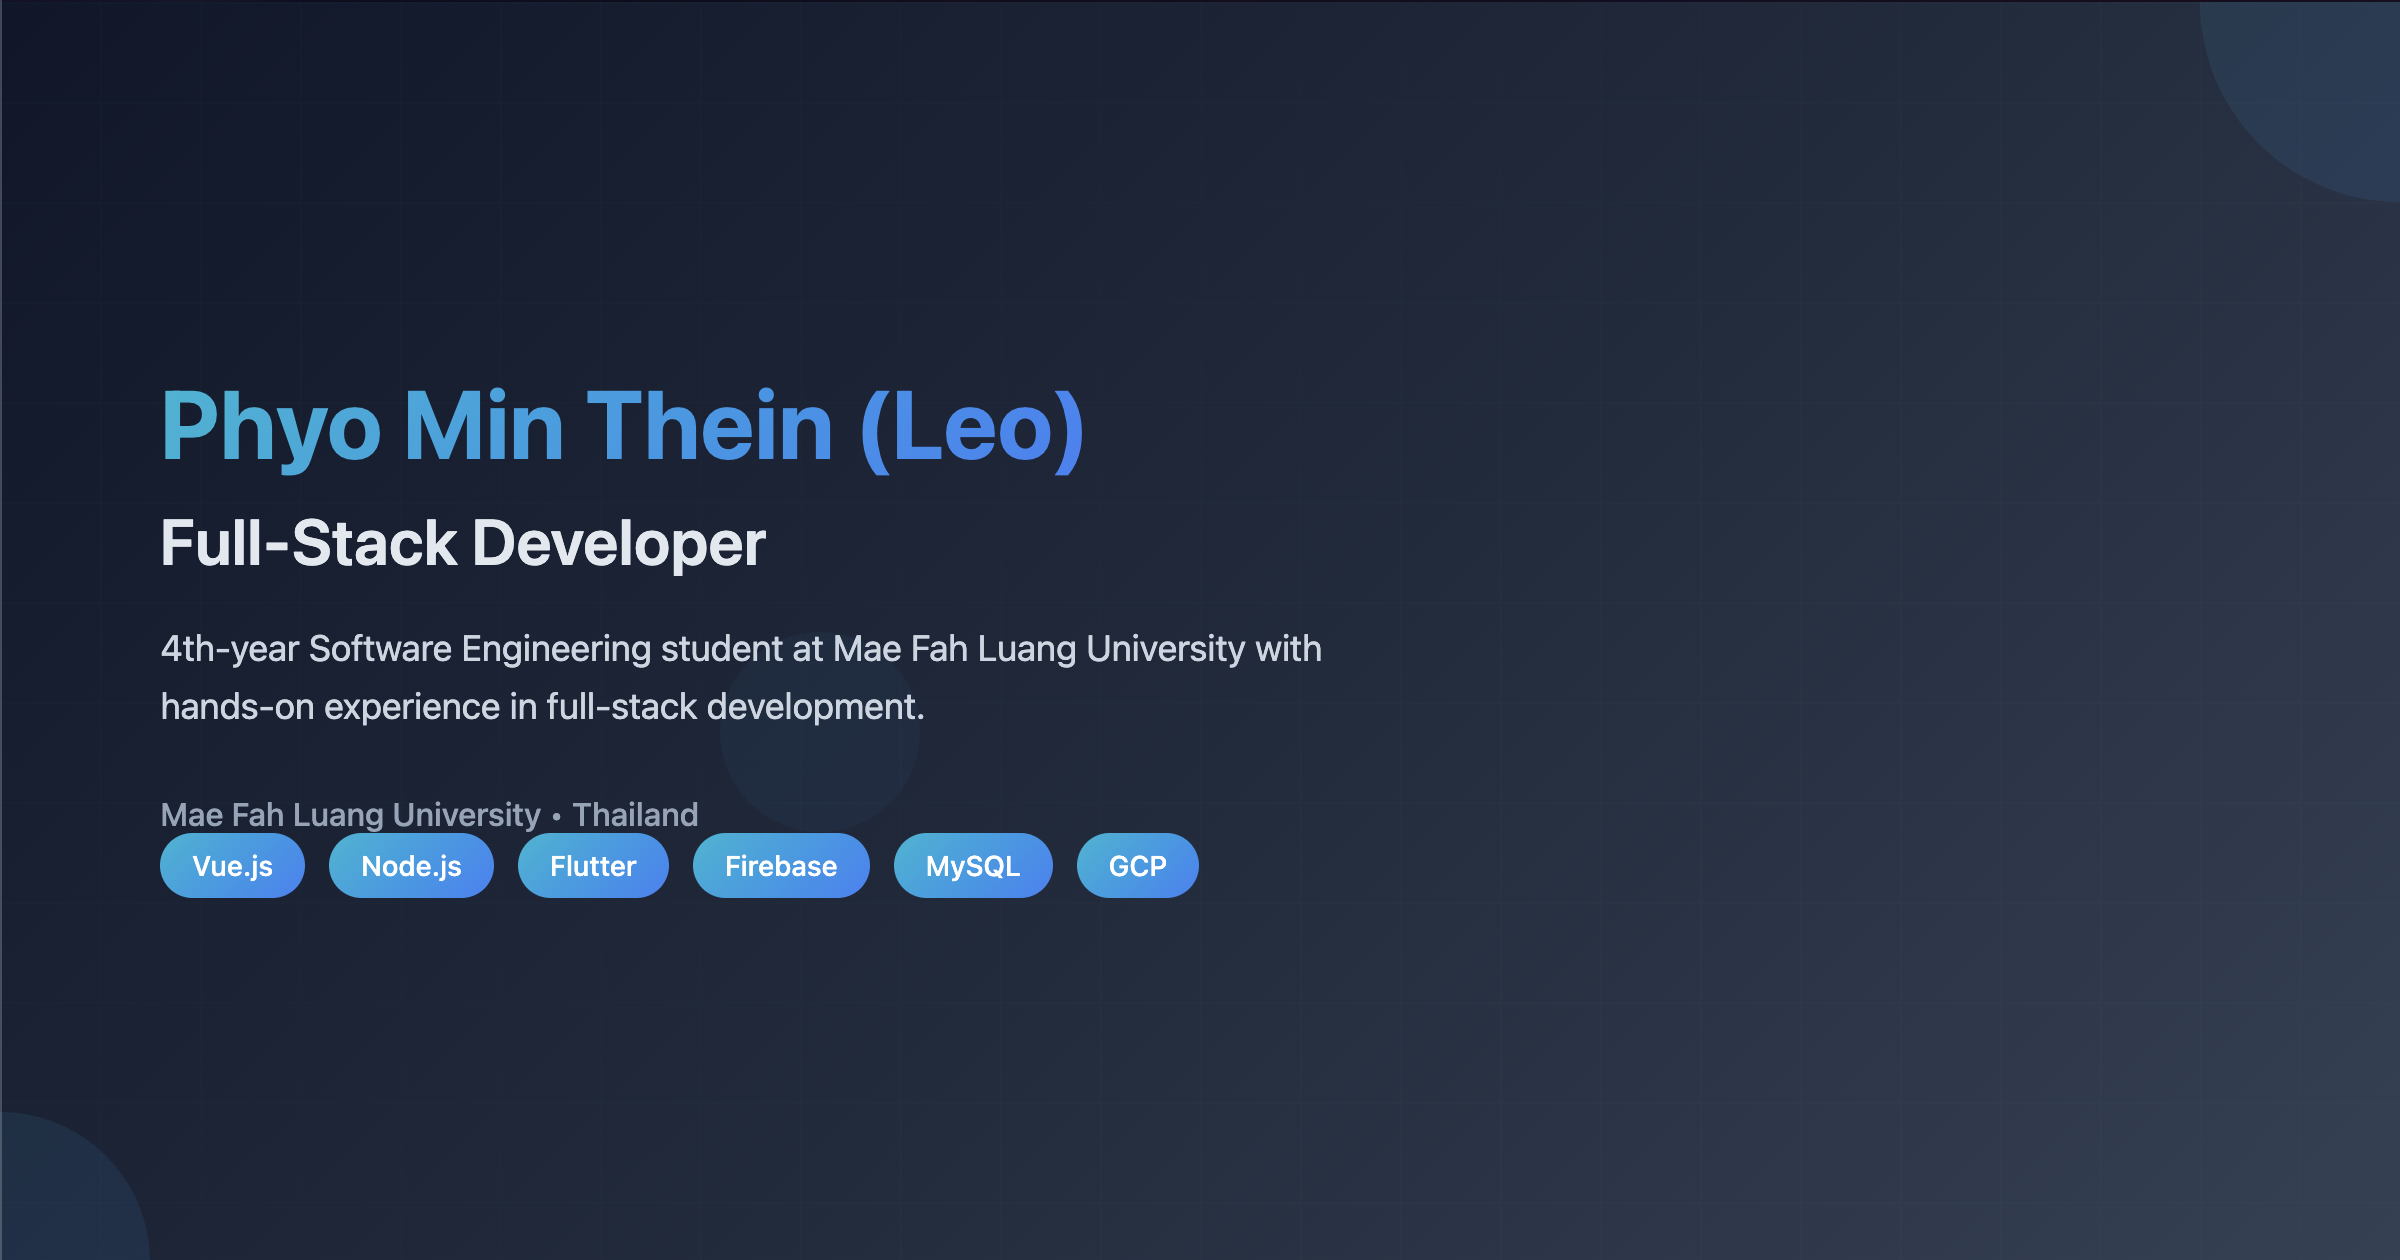 Phyo Min Thein (Leo)
Full-Stack Developer
4th-year Software Engineering student at Mae Fah Luang University with
hands-on experience in full-stack development.
Mae Fah Luang University • Thailand
Vue.js Node.js Flutter Firebase MySQL GCP